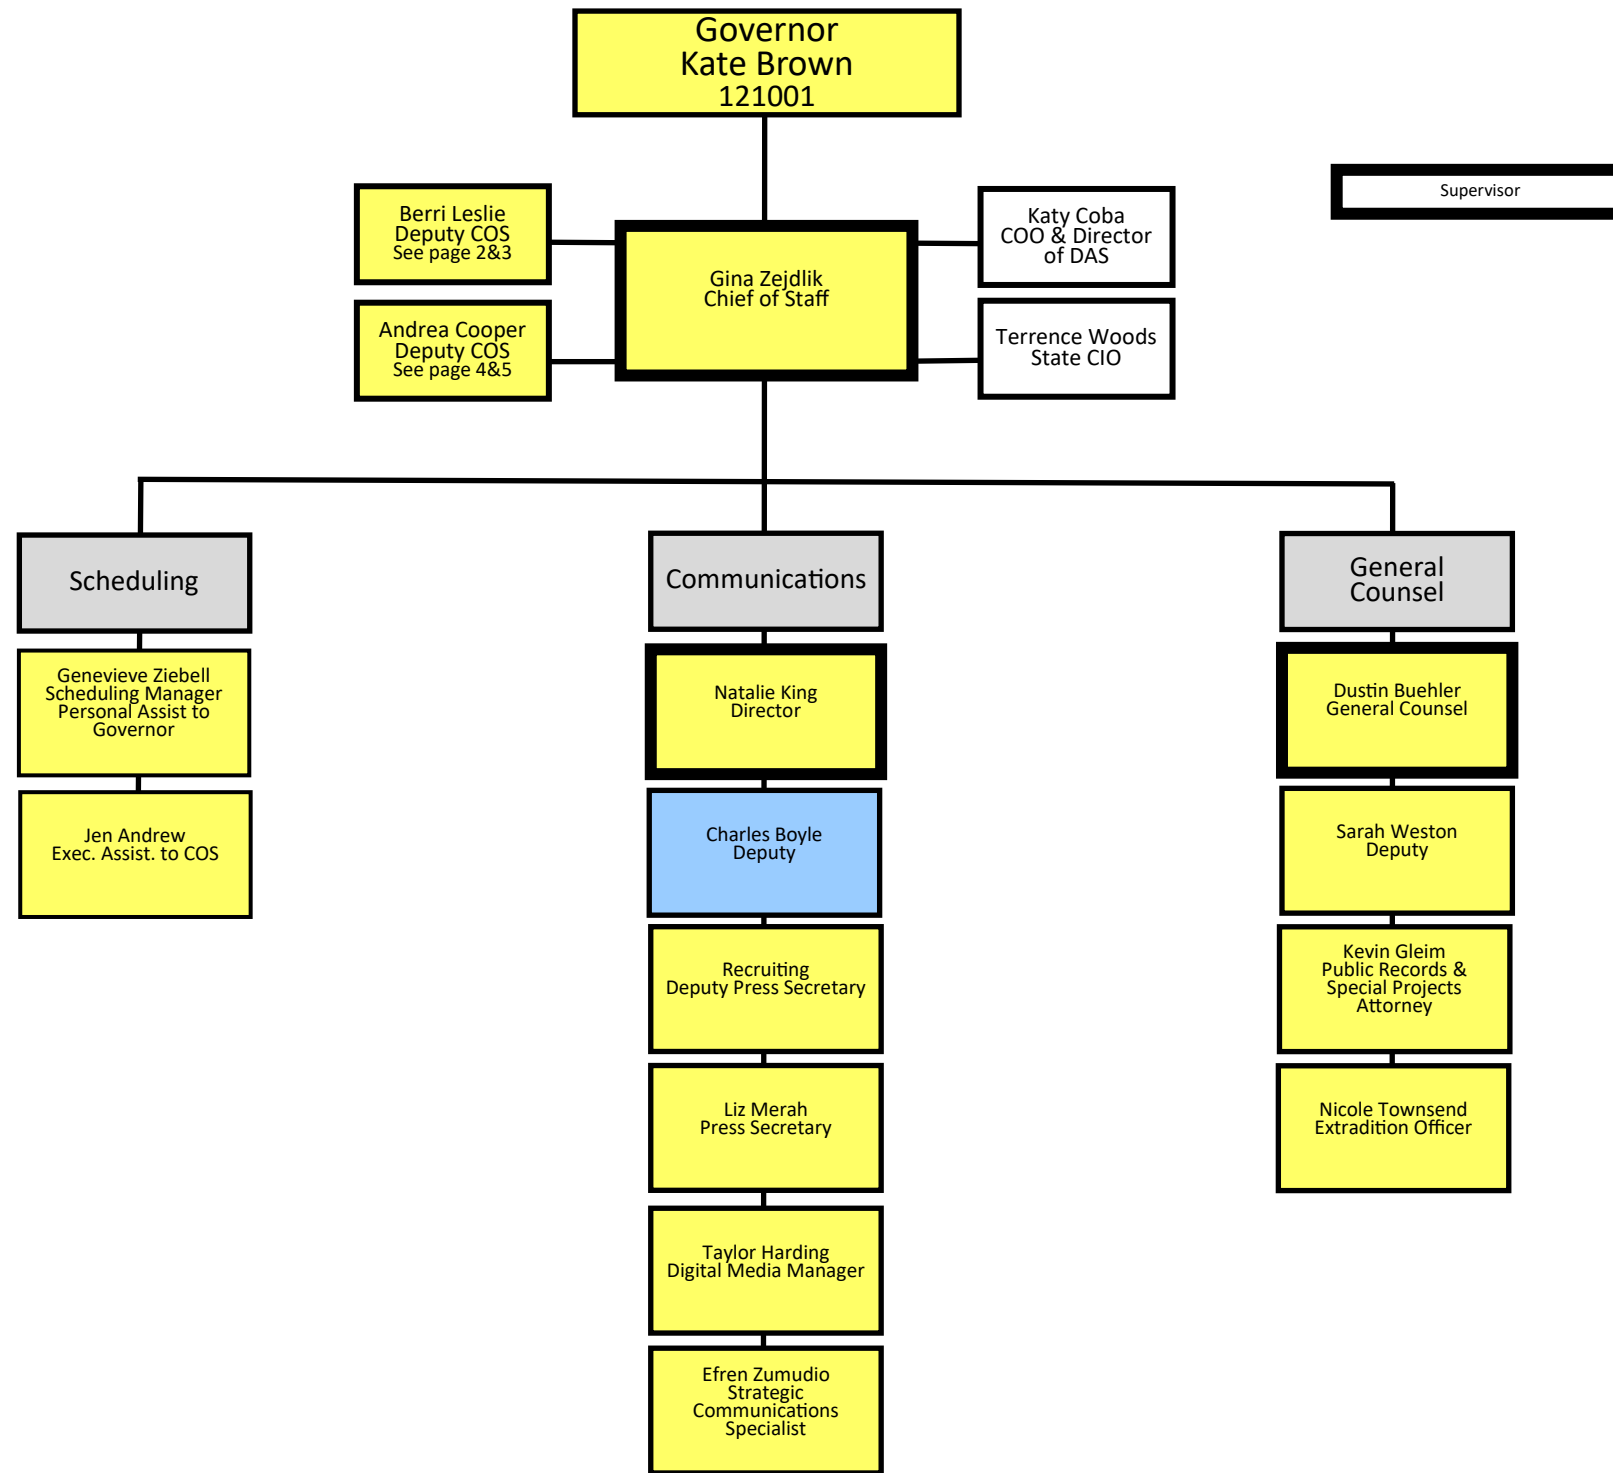 Governor
Kate Brown
121001
Supervisor
Berri Leslie
Deputy COS
See page 2&3
Gina Zejdlik
Chief of Staff
Katy Coba
COO & Director
of DAS
Andrea Cooper
Deputy COS
See page 4&5
Terrence Woods
State CIO
Scheduling
Genevieve Ziebell
Scheduling Manager
Personal Assist to
Governor
Jen Andrew
Exec. Assist. to COS
Communications
Natalie King
Director
Charles Boyle
Deputy
Recruiting
Deputy Press Secretary
Liz Merah
Press Secretary
Taylor Harding
Digital Media Manager
Efren Zumudio
Strategic
Communications
Specialist
General
Counsel
Dustin Buehler
General Counsel
Sarah Weston
Deputy
Kevin Gleim
Public Records &
Special Projects
Attorney
Nicole Townsend
Extradition Officer